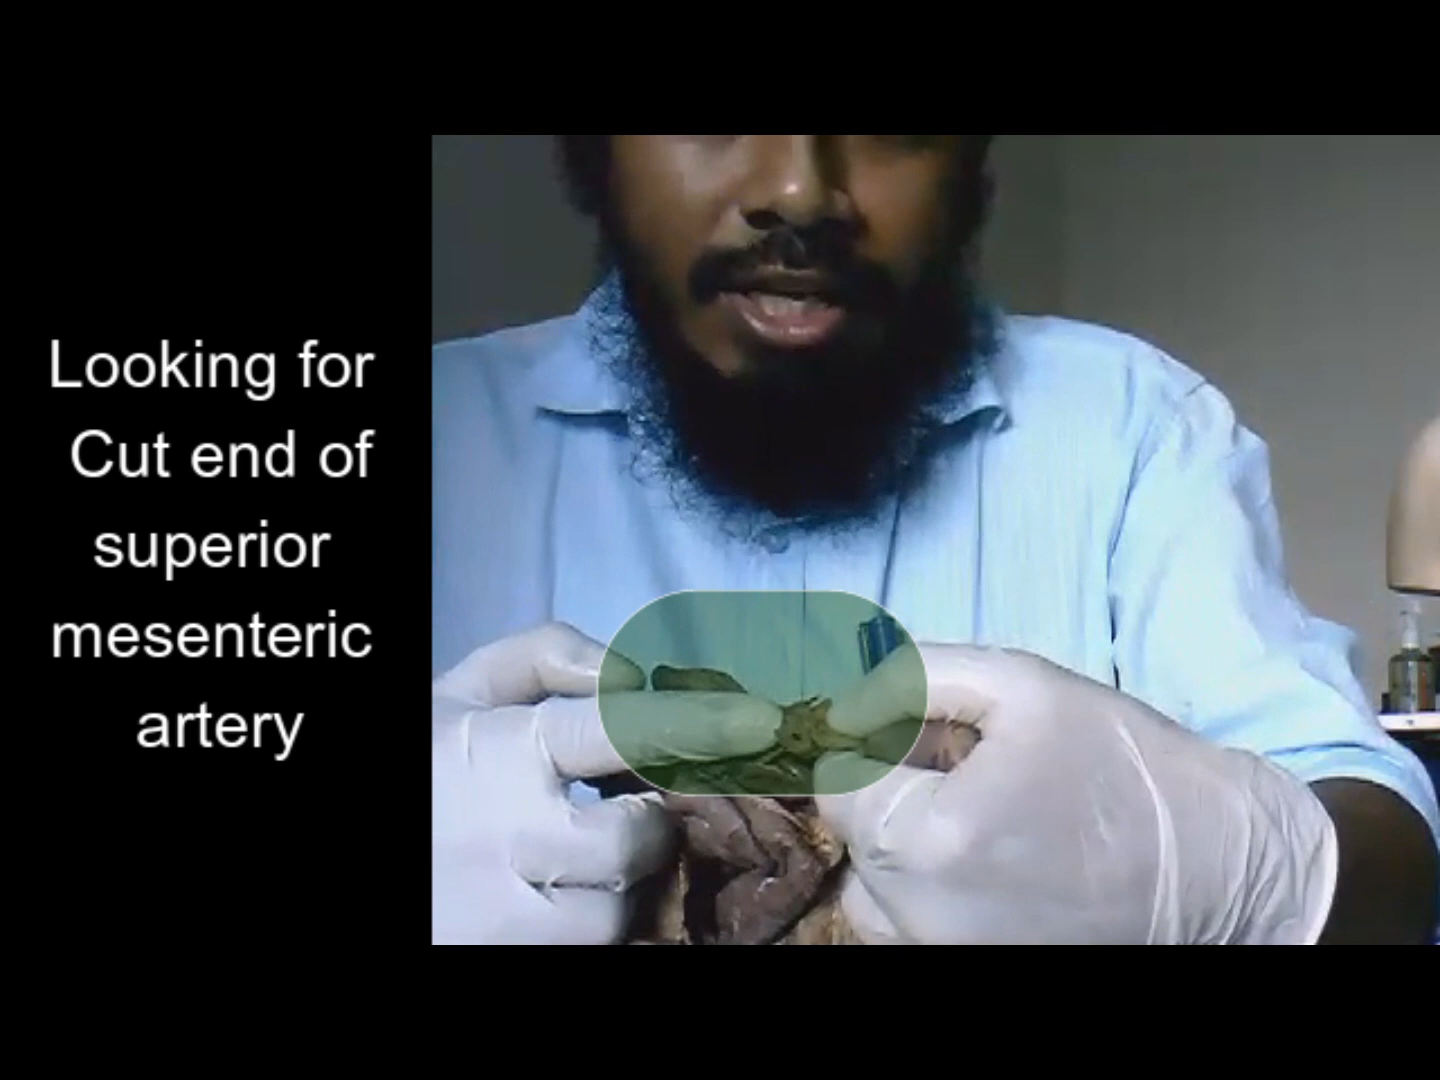 Looking for
Cut end of
superior
mesenteric
artery